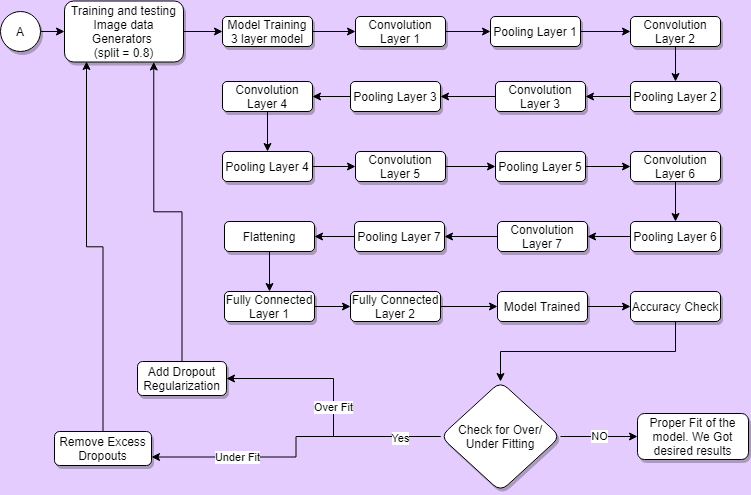 A
Training and testing
Image data
Generators
(split = 0.8)
Model Training
3 layer model
Convolution
Layer 1
Pooling Layer 1
Convolution
Layer 2
Convolution
Layer 4
Pooling Layer 3
Convolution
Layer 3
Pooling Layer 2
Pooling Layer 4
Convolution
Layer 5
Pooling Layer 5
Convolution
Layer 6
Flattening
Pooling Layer 7
Convolution
Layer 7
Pooling Layer 6
Fully Connected
Layer 1
Fully Connected
Layer 2
Model Trained
Accuracy Check
Add Dropout
Regularization
Over Fit
Check for Over/
Under Fitting
Yes
NO
Proper Fit of the
model. We Got
desired results
Remove Excess
Dropouts
Under Fit